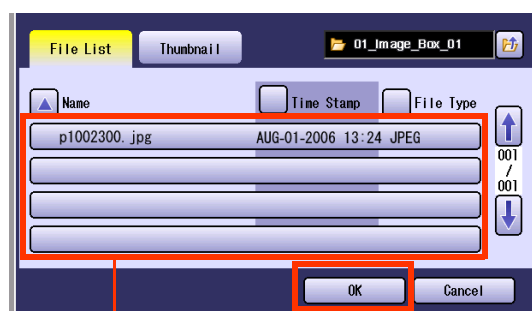 File List Thumbnail 01_Image_Box_01
Name Time Stamp File Type
p1002300.jpg AUG-01-2006 13:24 JPEG
001
/
001
OK Cancel